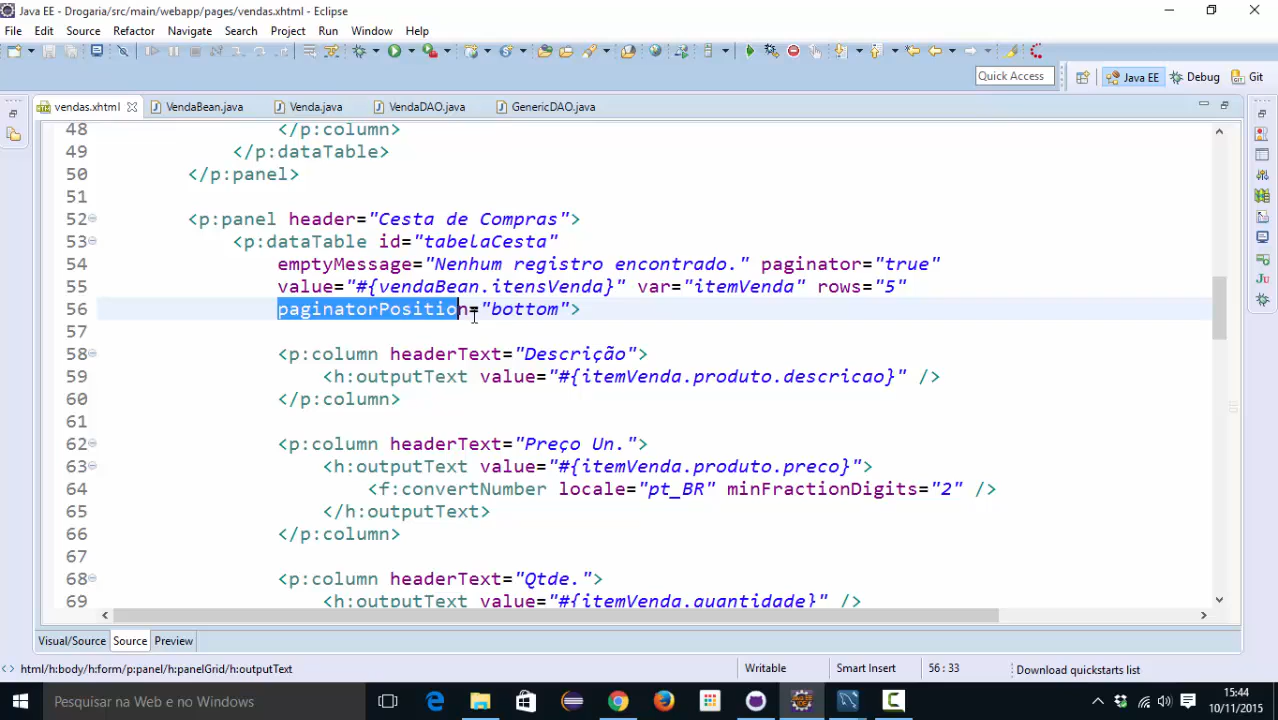 Java EE - Drogaria/src/main/webapp/pages/vendas.xhtml - Eclipse
File Edit Source Refactor Navigate Search Project Run Window Help
Quick Access Java EE Debug Git
vendas.xhtml VendaBean.java Venda.java VendaDAO.java GenericDAO.java
48 </p:column>
49 </p:dataTable>
50 </p:panel>
51
52 <p:panel header="Cesta de Compras">
53 <p:dataTable id="tabelaCesta"
54 emptyMessage="Nenhum registro encontrado." paginator="true"
55 value="#{vendaBean.itensVenda}" var="itemVenda" rows="5"
56 paginatorPosition="bottom">
57
58 <p:column headerText="Descrição">
59 <h:outputText value="#{itemVenda.produto.descricao}" />
60 </p:column>
61
62 <p:column headerText="Preço Un.">
63 <h:outputText value="#{itemVenda.produto.preco}">
64 <f:convertNumber locale="pt_BR" minFractionDigits="2" />
65 </h:outputText>
66 </p:column>
67
68 <p:column headerText="Qtde.">
69 <h:outputText value="#{itemVenda.quantidade}" />
Visual/Source Source Preview
html/h:body/h:form/p:panel/h:panelGrid/h:outputText Writable Smart Insert 56 : 33 Download quickstarts list
Pesquisar na Web e no Windows
15:44
10/11/2015